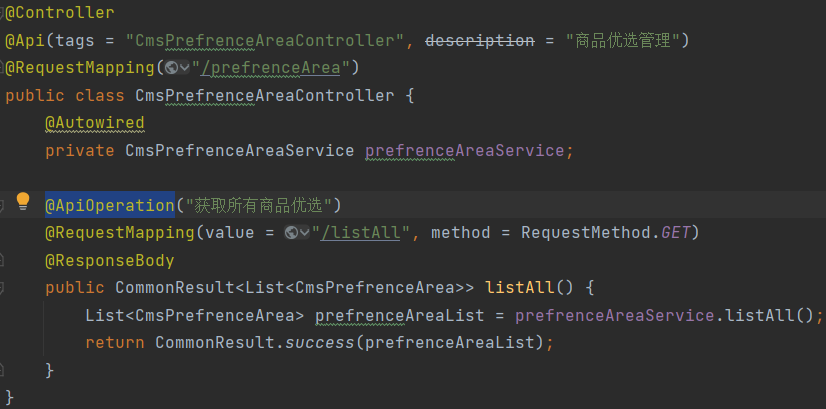 @Controller
@Api(tags = "CmsPrefrenceAreaController", description = "商品优选管理")
@RequestMapping("/prefrenceArea")
public class CmsPrefrenceAreaController {
    @Autowired
    private CmsPrefrenceAreaService prefrenceAreaService;

    @ApiOperation("获取所有商品优选")
    @RequestMapping(value = "/listAll", method = RequestMethod.GET)
    @ResponseBody
    public CommonResult<List<CmsPrefrenceArea>> listAll() {
        List<CmsPrefrenceArea> prefrenceAreaList = prefrenceAreaService.listAll();
        return CommonResult.success(prefrenceAreaList);
    }
}